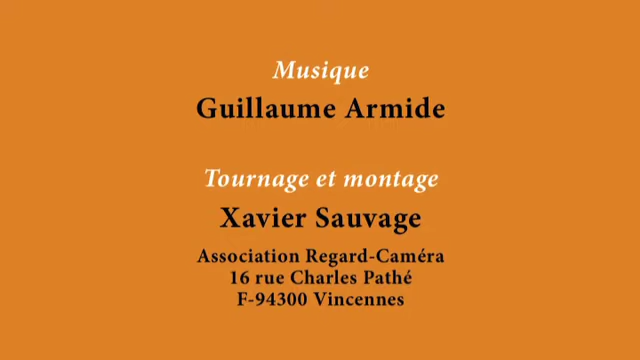 Musique
Guillaume Armide
Tournage et montage
Xavier Sauvage
Association Regard-Caméra
16 rue Charles Pathé
F-94300 Vincennes